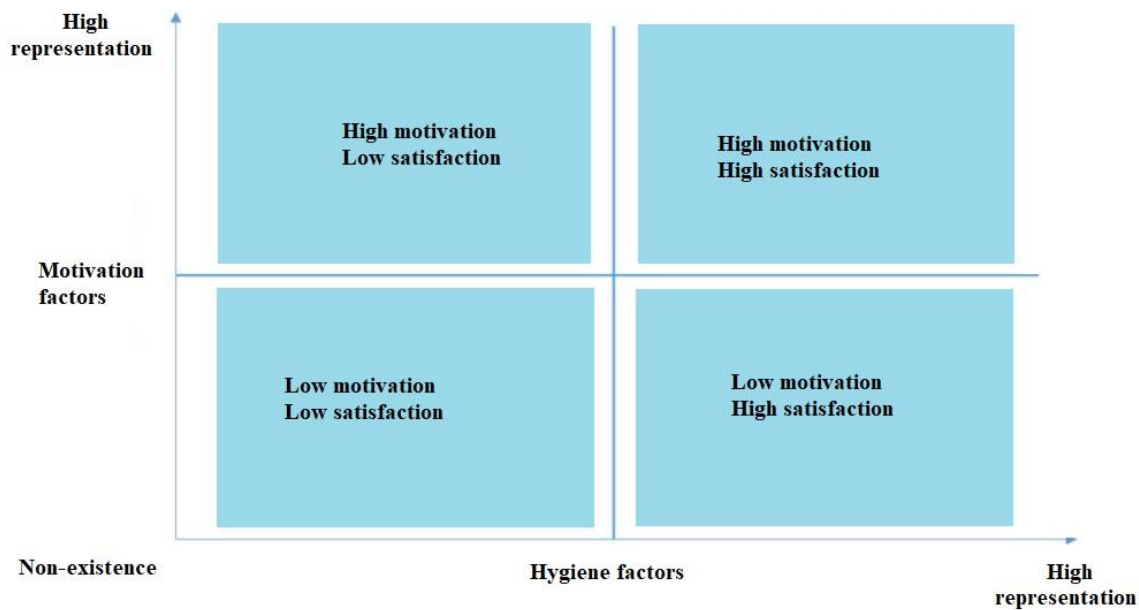 High
representation
High motivation
Low satisfaction
High motivation
High satisfaction
Motivation
factors
Low motivation
Low satisfaction
Low motivation
High satisfaction
Non-existence
Hygiene factors
High
representation